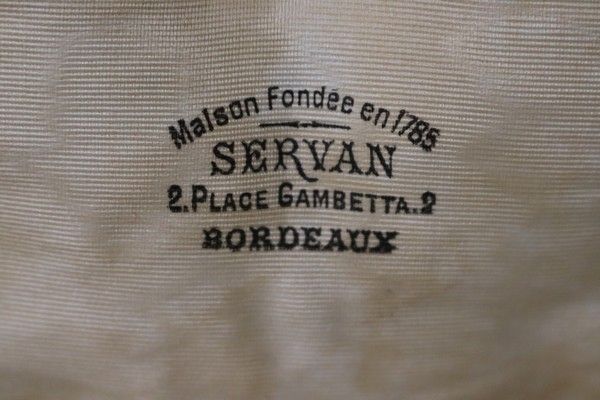 Maison Fondée en 1785
SERVAN
2. PLACE GAMBETTA. 2
BORDEAUX